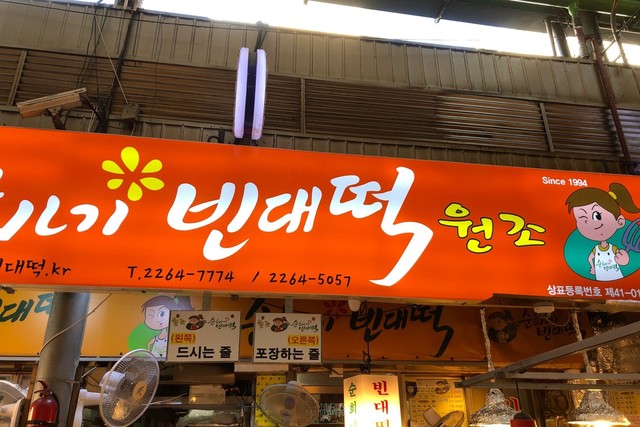 Since 1994
빈대떡 원조
대떡.kr
T.2264-7774 / 2264-5057
상표등록번호 제41-01
(왼쪽)
드시는 줄
(오른쪽)
포장하는 줄
빈대떡
빈대떡